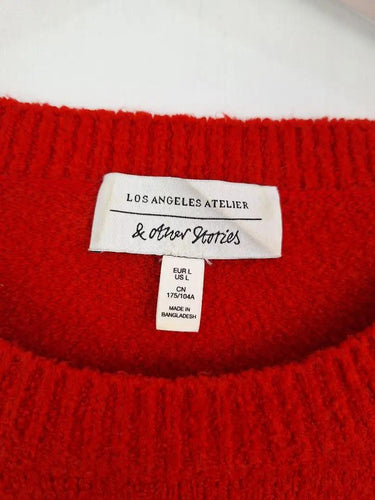 LOS ANGELES ATELIER
& other Stories
EUR L
US L
CN
175/104A
MADE IN
BANGLADESH